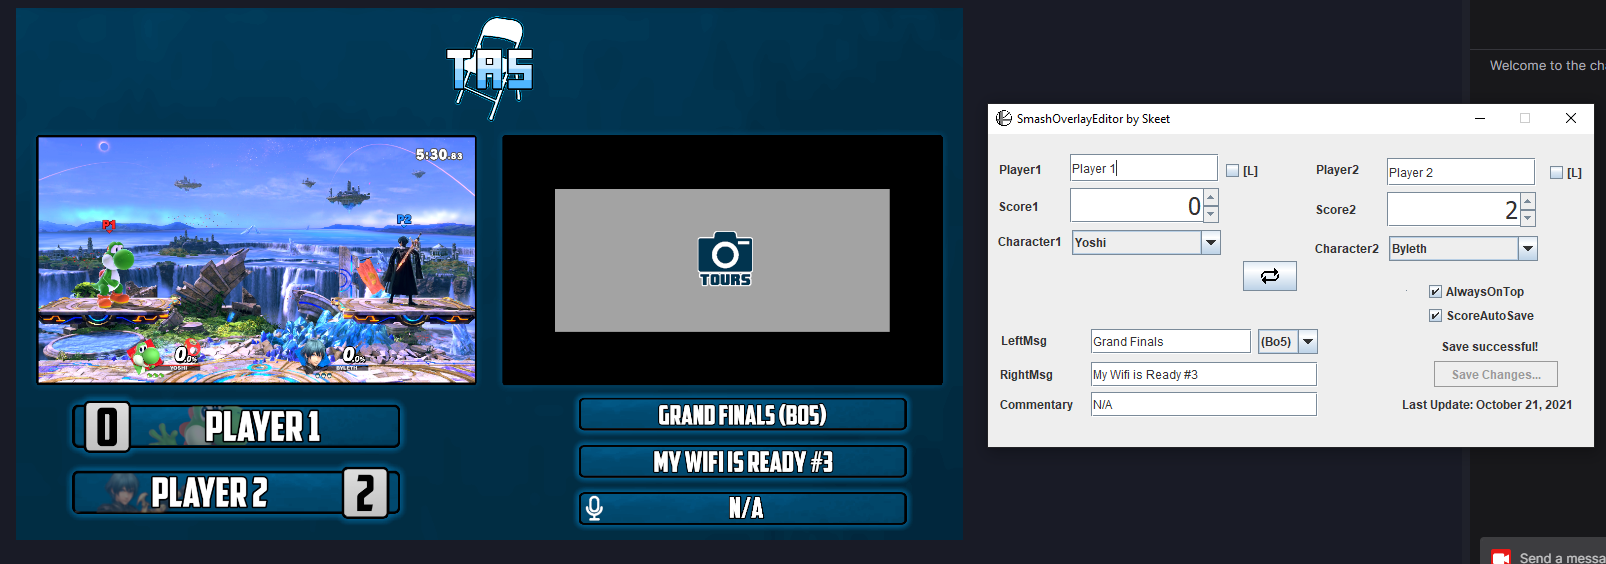 TAS
5:30.83
P1
P2
0.0%
YOSHI
0.0%
BYLETH
TOURS
0 PLAYER 1
PLAYER 2 2
GRAND FINALS (BO5)
MY WIFI IS READY #3
N/A
SmashOverlayEditor by Skeet
Player1 Player 1 [L]
Player2 Player 2 [L]
Score1 0
Score2 2
Character1 Yoshi
Character2 Byleth
AlwaysOnTop
ScoreAutoSave
LeftMsg Grand Finals (Bo5)
Save successful!
RightMsg My Wifi is Ready #3
Save Changes...
Commentary N/A
Last Update: October 21, 2021
Welcome to the cha
Send a messa